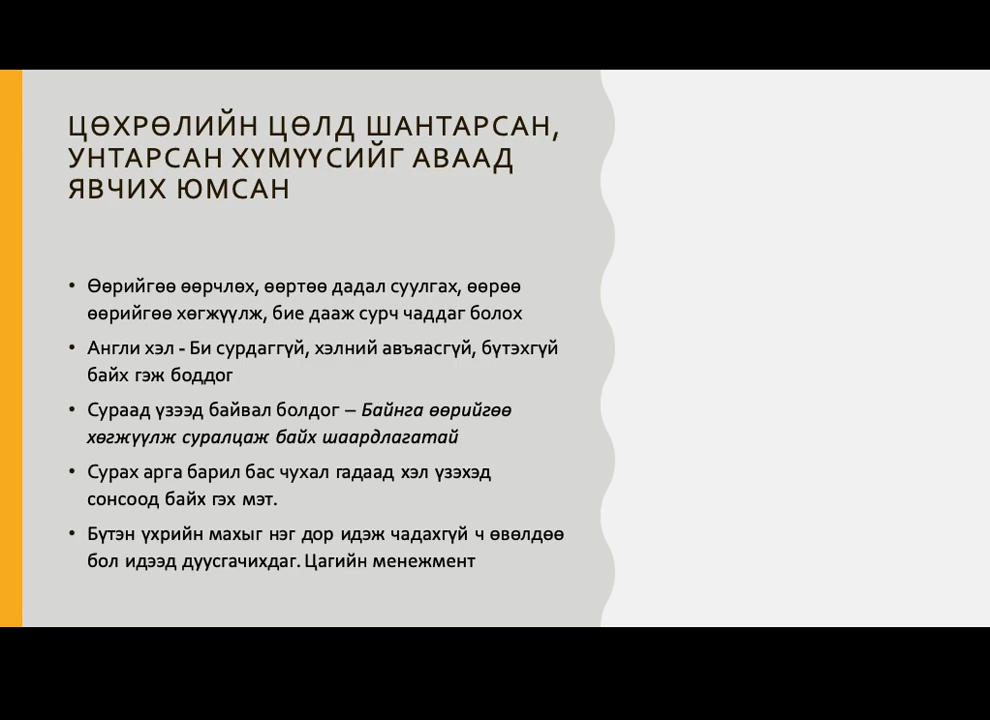 ЦӨХРӨЛИЙН ЦӨЛД ШАНТАРСАН,
УНТАРСАН ХҮМҮҮСИЙГ АВААД
ЯВЧИХ ЮМСАН
• Өөрийгөө өөрчлөх, өөртөө дадал суулгах, өөрөө
өөрийгөө хөгжүүлж, бие дааж сурч чаддаг болох
• Англи хэл - Би сурдаггүй, хэлний авъяасгүй, бүтэхгүй
байх гэж боддог
• Сураад үзээд байвал болдог – Байнга өөрийгөө
хөгжүүлж суралцаж байх шаардлагатай
• Сурах арга барил бас чухал гадаад хэл үзэхэд
сонсоод байх гэх мэт.
• Бүтэн үхрийн махыг нэг дор идэж чадахгүй ч өвөлдөө
бол идээд дуусгачихдаг. Цагийн менежмент